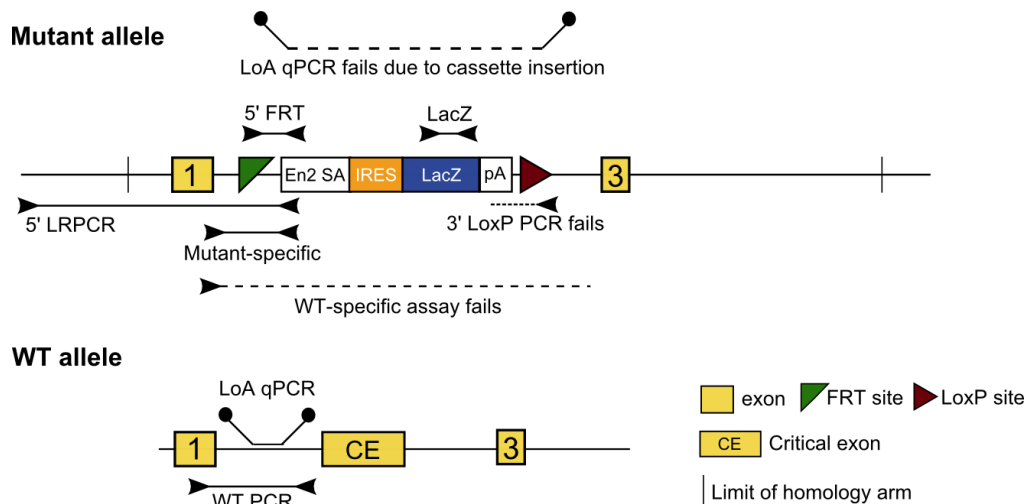 Mutant allele
LoA qPCR fails due to cassette insertion
5' FRT
LacZ
1
En2 SA
IRES
LacZ
pA
3
5' LRPCR
3' LoxP PCR fails
Mutant-specific
WT-specific assay fails
WT allele
LoA qPCR
1
CE
3
WT PCR
exon
FRT site
LoxP site
CE
Critical exon
Limit of homology arm